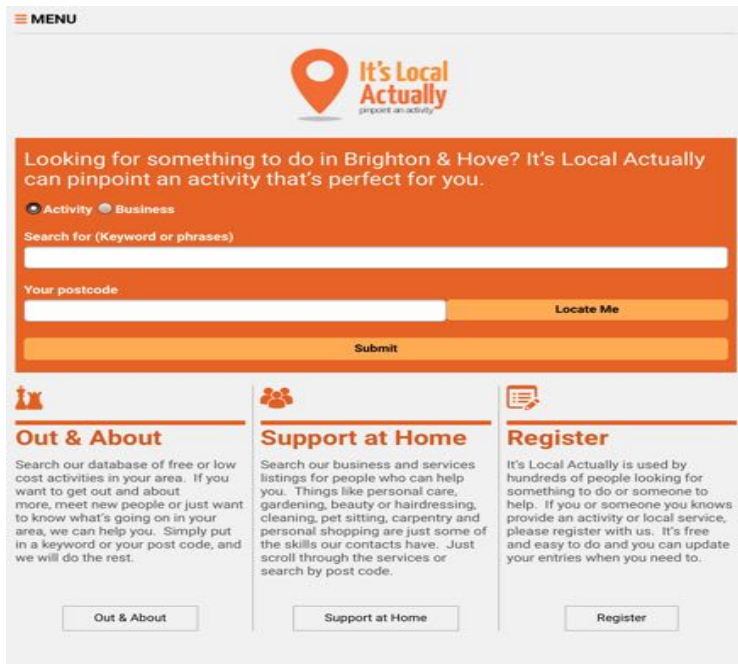 MENU
It's Local
Actually
pinpoint an activity
Looking for something to do in Brighton & Hove? It's Local Actually
can pinpoint an activity that's perfect for you.
Activity Business
Search for (Keyword or phrases)
Your postcode
Locate Me
Submit
Out & About
Search our database of free or low
cost activities in your area. If you
want to get out and about
more, meet new people or just want
to know what's going on in your
area, we can help you. Simply put
in a keyword or your post code, and
we will do the rest.
Out & About
Support at Home
Search our business and services
listings for people who can help
you. Things like personal care,
gardening, beauty or hairdressing,
cleaning, pet sitting, carpentry and
personal shopping are just some of
the skills our contacts have. Just
scroll through the services or
search by post code.
Support at Home
Register
It's Local Actually is used by
hundreds of people looking for
something to do or someone to
help. If you or someone you knows
provide an activity or local service,
please register with us. It's free
and easy to do and you can update
your entries when you need to.
Register